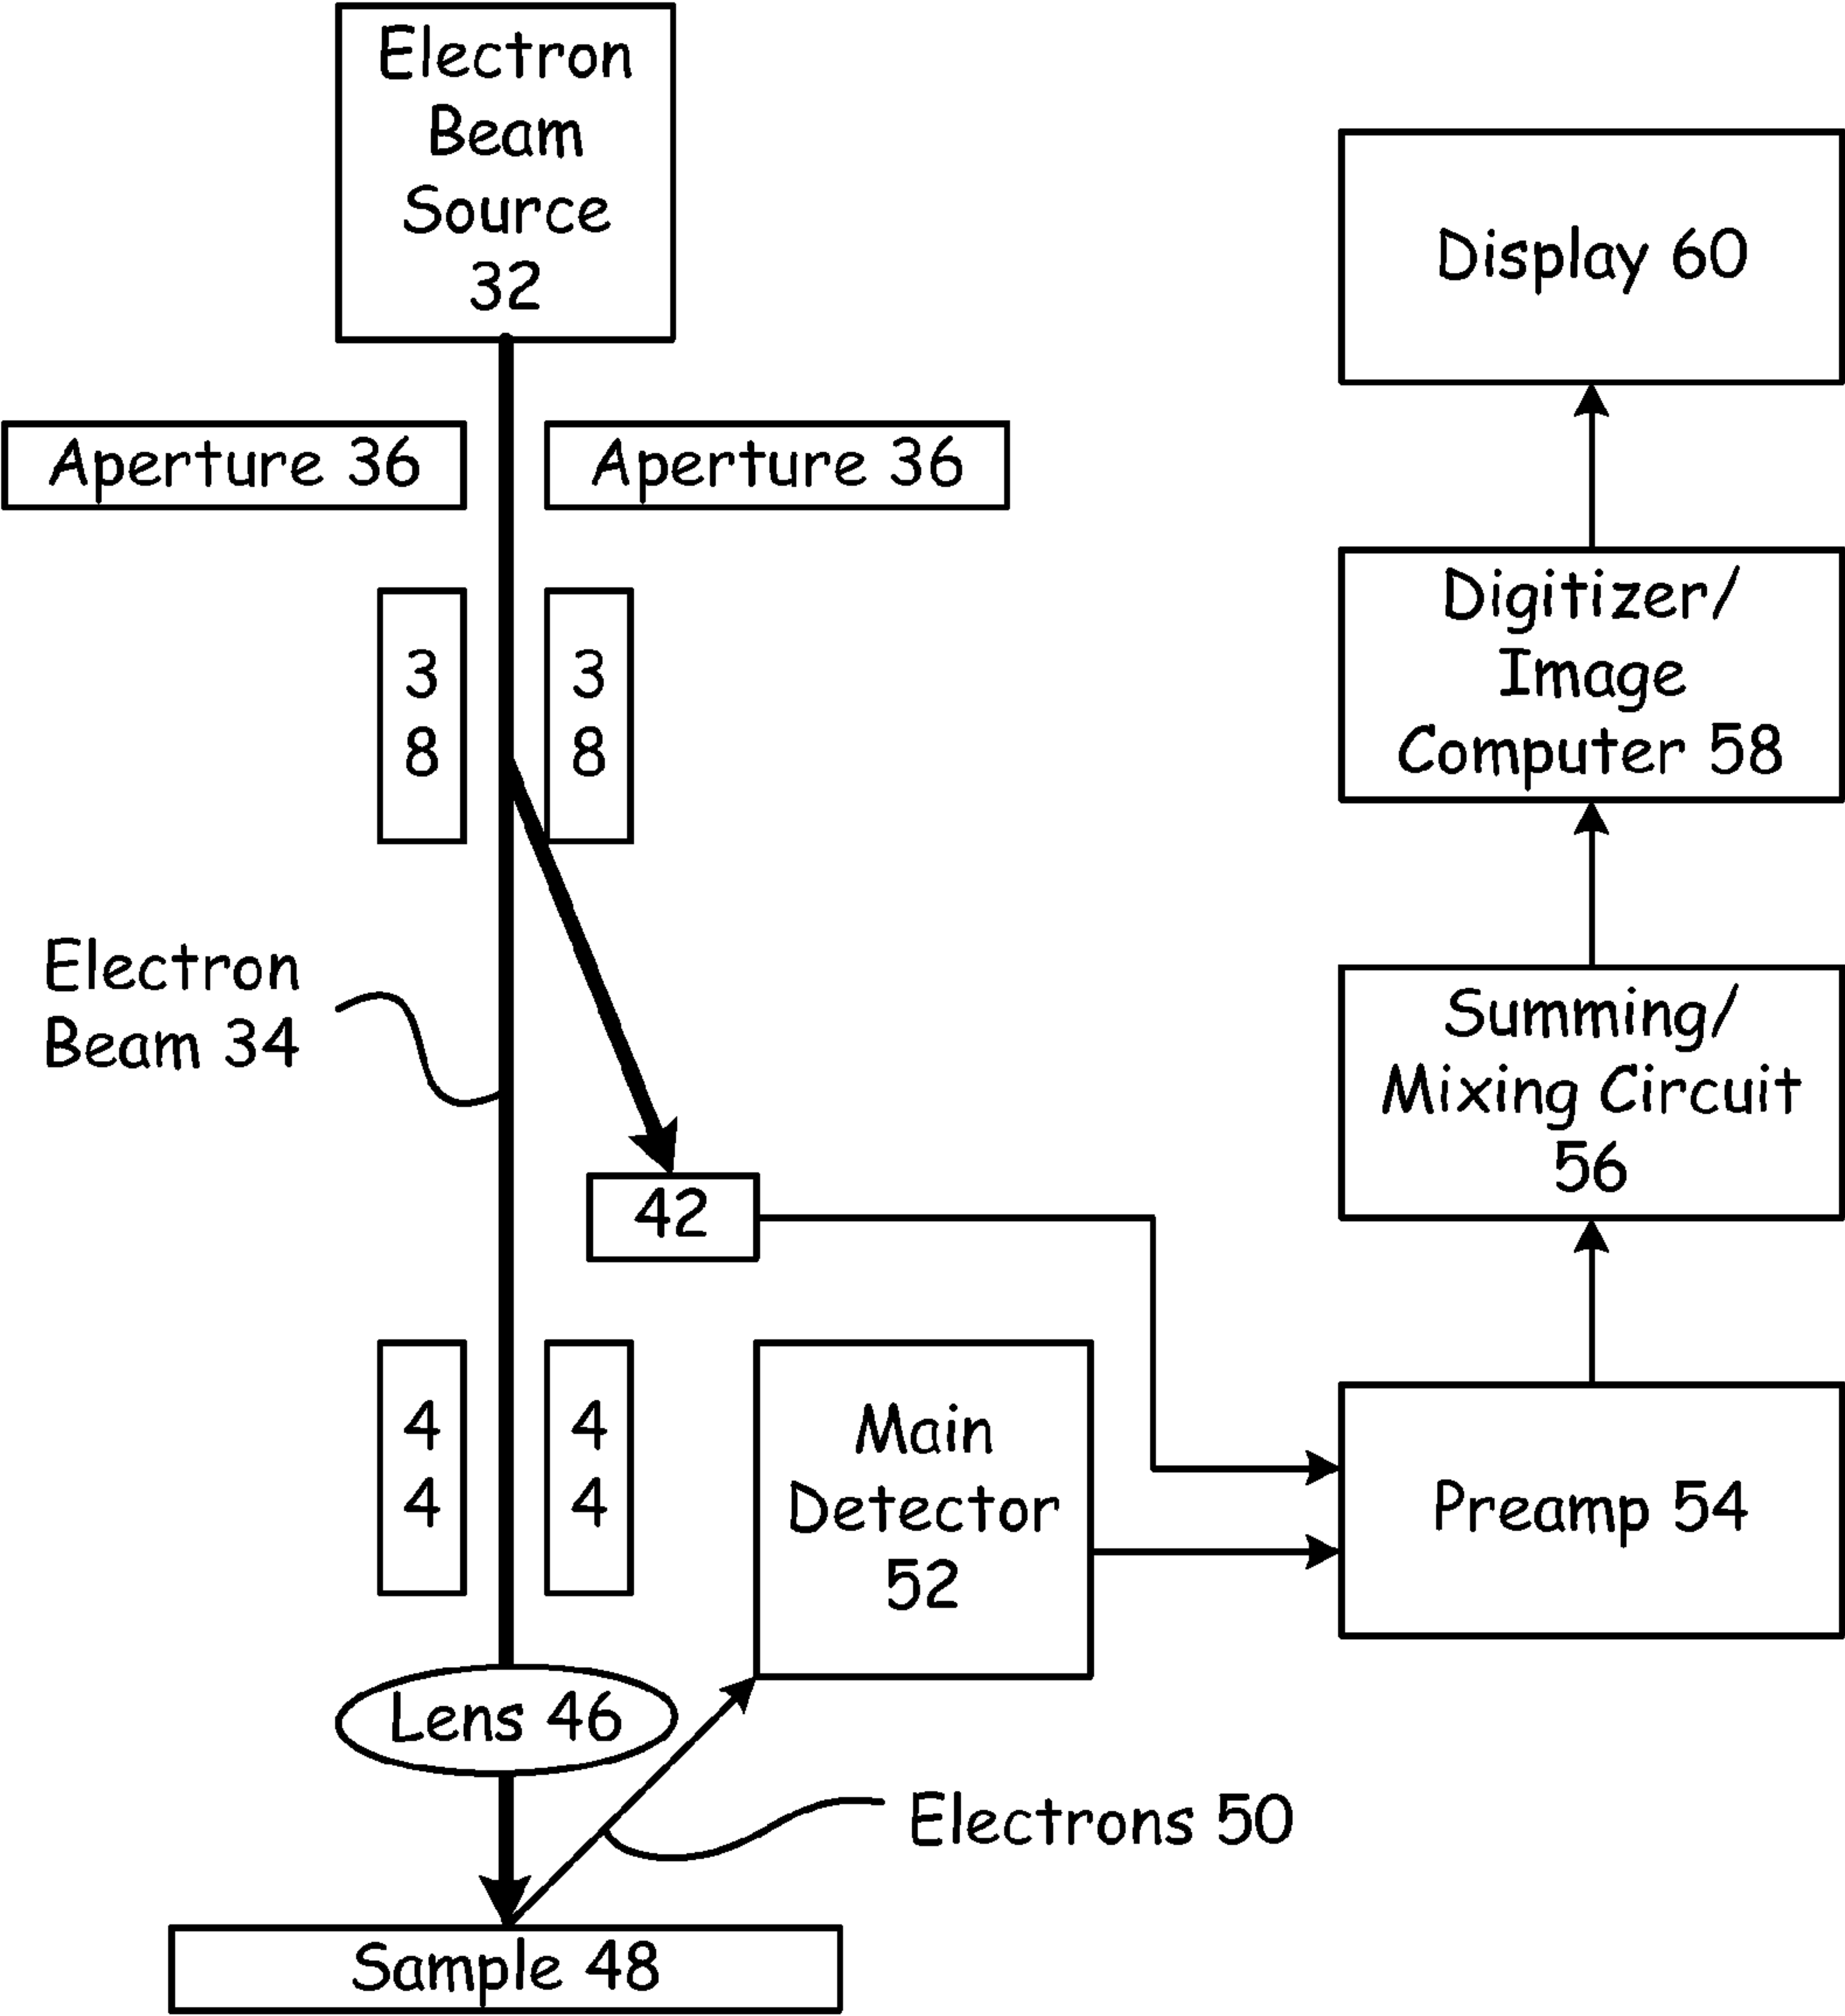 Electron
Beam
Source
32
Aperture 36
Aperture 36
3
8
3
8
Electron
Beam 34
42
4
4
4
4
Main
Detector
52
Lens 46
Electrons 50
Sample 48
Display 60
Digitizer/
Image
Computer 58
Summing/
Mixing Circuit
56
Preamp 54